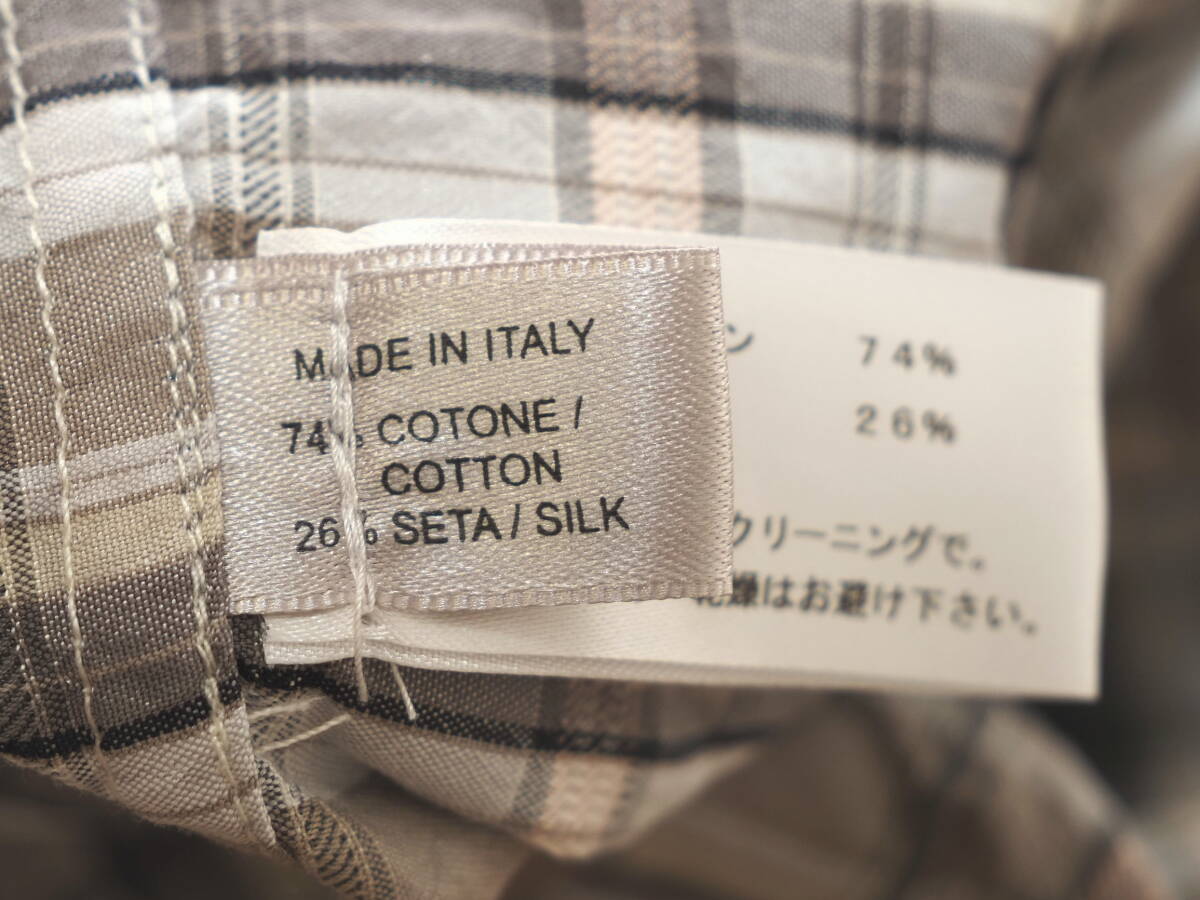 MADE IN ITALY
74% COTONE /
COTTON
26% SETA / SILK
ン 74%
26%
クリーニングで。
燥はお避け下さい。